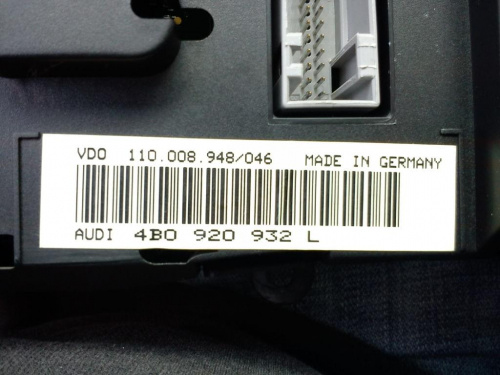 VDO 110.008.948/046 MADE IN GERMANY
AUDI 4B0 920 932 L